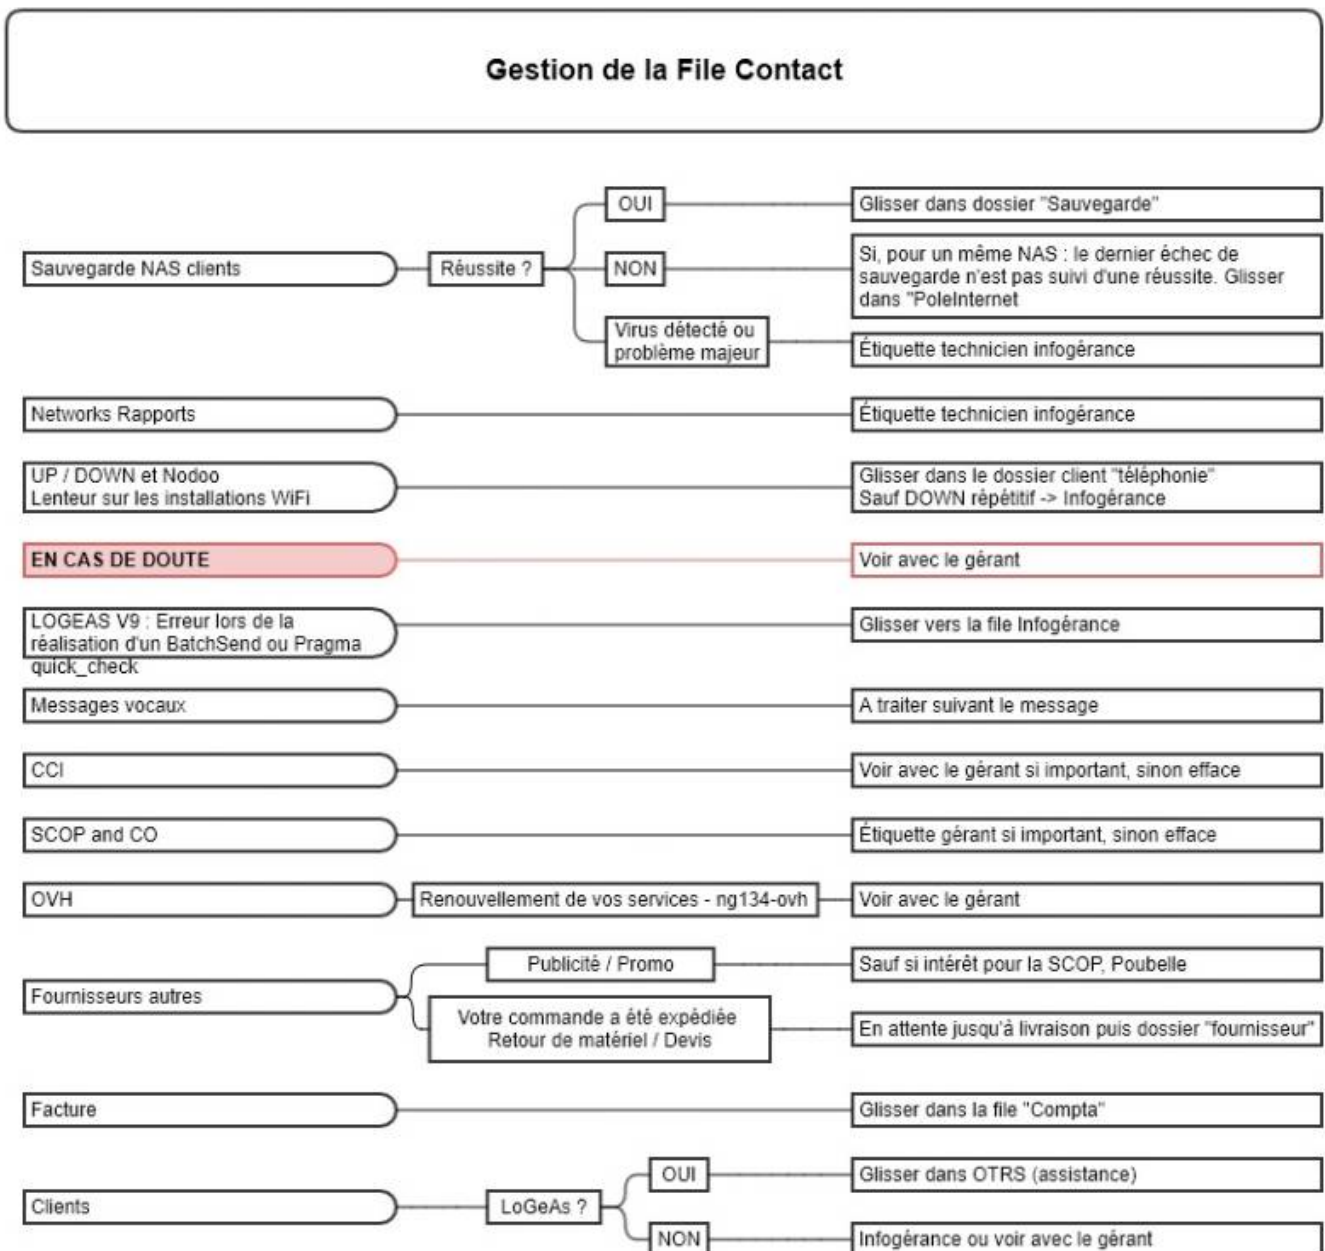 Gestion de la File Contact
Sauvegarde NAS clients
Réussite ?
OUI
Glisser dans dossier "Sauvegarde"
NON
Si, pour un même NAS : le dernier échec de
sauvegarde n'est pas suivi d'une réussite. Glisser
dans "PoleInternet
Virus détecté ou
problème majeur
Étiquette technicien infogérance
Networks Rapports
Étiquette technicien infogérance
UP / DOWN et Nodoo
Lenteur sur les installations WiFi
Glisser dans le dossier client "téléphonie"
Sauf DOWN répétitif -> Infogérance
EN CAS DE DOUTE
Voir avec le gérant
LOGEAS V9 : Erreur lors de la
réalisation d'un BatchSend ou Pragma
quick_check
Glisser vers la file Infogérance
Messages vocaux
A traiter suivant le message
CCI
Voir avec le gérant si important, sinon efface
SCOP and CO
Étiquette gérant si important, sinon efface
OVH
Renouvellement de vos services - ng134-ovh
Voir avec le gérant
Fournisseurs autres
Publicité / Promo
Sauf si intérêt pour la SCOP, Poubelle
Votre commande a été expédiée
Retour de matériel / Devis
En attente jusqu'à livraison puis dossier "fournisseur"
Facture
Glisser dans la file "Compta"
Clients
LoGeAs ?
OUI
Glisser dans OTRS (assistance)
NON
Infogérance ou voir avec le gérant